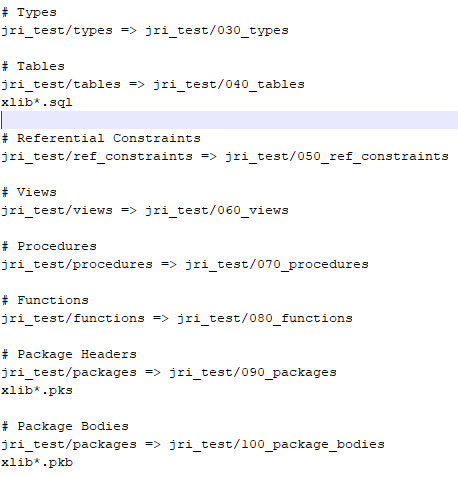 # Types
jri_test/types => jri_test/030_types
# Tables
jri_test/tables => jri_test/040_tables
xlib*.sql
# Referential Constraints
jri_test/ref_constraints => jri_test/050_ref_constraints
# Views
jri_test/views => jri_test/060_views
# Procedures
jri_test/procedures => jri_test/070_procedures
# Functions
jri_test/functions => jri_test/080_functions
# Package Headers
jri_test/packages => jri_test/090_packages
xlib*.pks
# Package Bodies
jri_test/packages => jri_test/100_package_bodies
xlib*.pkb